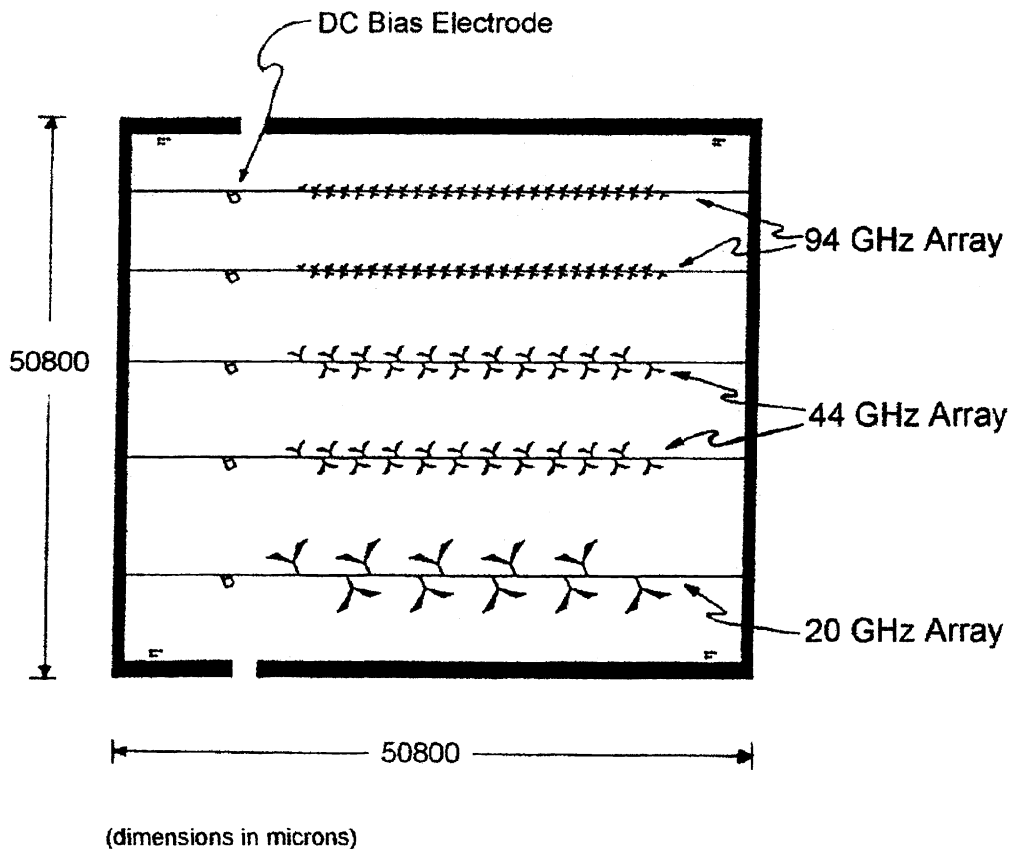 DC Bias Electrode
94 GHz Array
50800
44 GHz Array
20 GHz Array
50800
(dimensions in microns)